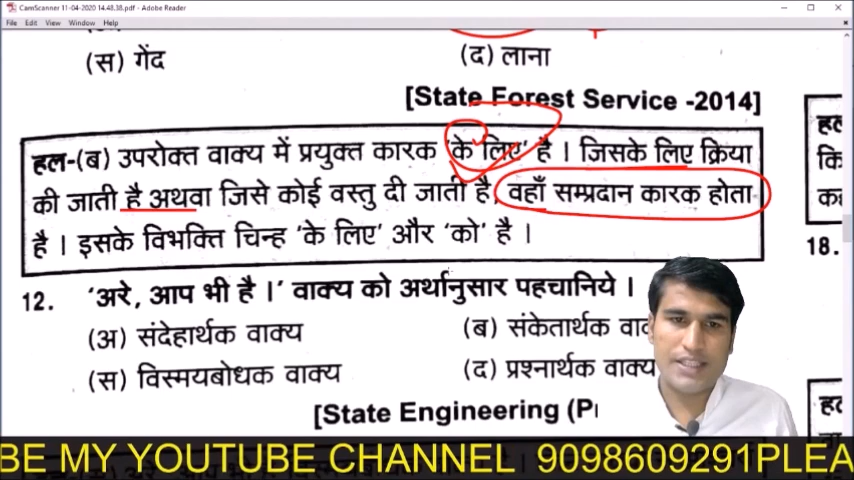 CamScanner 11-04-2020 14.48.38.pdf - Adobe Reader
File Edit View Window Help
(स) गेंद
(द) लाना
[State Forest Service -2014]
हल-(ब) उपरोक्त वाक्य में प्रयुक्त कारक 'के लिए' है । जिसके लिए क्रिया
की जाती है अथवा जिसे कोई वस्तु दी जाती है, वहाँ सम्प्रदान कारक होता
है । इसके विभक्ति चिन्ह 'के लिए' और 'को' है ।
12. 'अरे, आप भी है ।' वाक्य को अर्थानुसार पहचानिये ।
(अ) संदेहार्थक वाक्य
(ब) संकेतार्थक
(स) विस्मयबोधक वाक्य
(द) प्रश्नार्थक वाक्य
[State Engineering (P
18.
BE MY YOUTUBE CHANNEL 9098609291PLEA